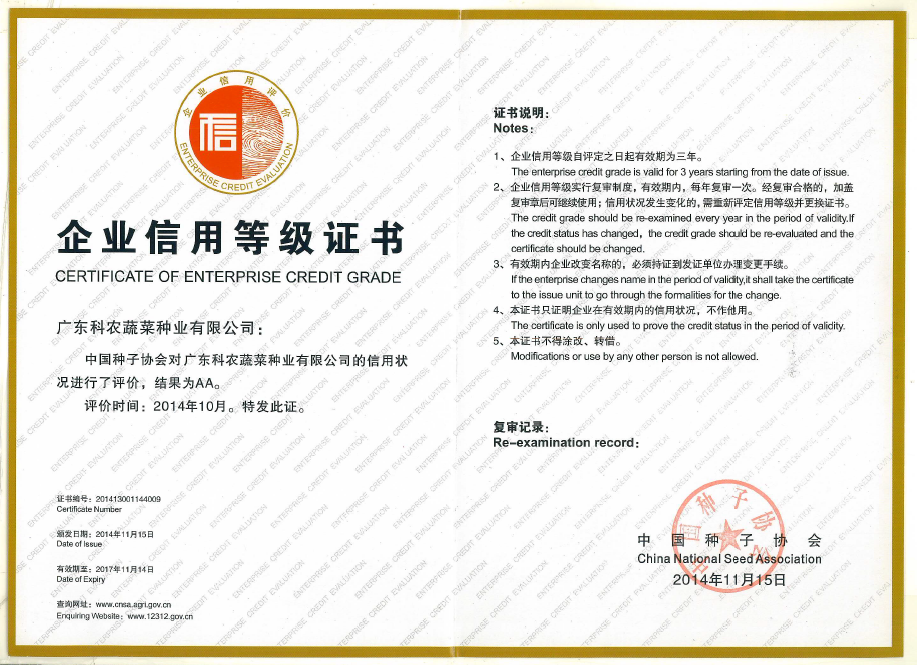 企业信用评价
信
ENTERPRISE CREDIT EVALUATION
企业信用等级证书
CERTIFICATE OF ENTERPRISE CREDIT GRADE
广东科农蔬菜种业有限公司：
中国种子协会对广东科农蔬菜种业有限公司的信用状
况进行了评价，结果为AA。
评价时间：2014年10月。特发此证。
证书编号：201413001144009
Certificate Number
颁发日期：2014年11月15日
Date of Issue
有效期至：2017年11月14日
Date of Expiry
查询网址：www.cnsa.agri.gov.cn
Enquiring Website：www.12312.gov.cn
证书说明：
Notes：
1、企业信用等级自评定之日起有效期为三年。
The enterprise credit grade is valid for 3 years starting from the date of issue.
2、企业信用等级实行复审制度，有效期内，每年复审一次。经复审合格的，加盖
复审章后可继续使用；信用状况发生变化的，需重新评定信用等级并更换证书。
The credit grade should be re-examined every year in the period of validity.If
the credit status has changed，the credit grade should be re-evaluated and the
certificate should be changed.
3、有效期内企业改变名称的，必须持证到发证单位办理变更手续。
If the enterprise changes name in the period of validity,it shall take the certificate
to the issue unit to go through the formalities for the change.
4、本证书只证明企业在有效期内的信用状况，不作他用。
The certificate is only used to prove the credit status in the period of validity.
5、本证书不得涂改、转借。
Modifications or use by any other person is not allowed.
复审记录：
Re-examination record：
中国种子协会
中国种子协会
China National Seed Association
2014年11月15日